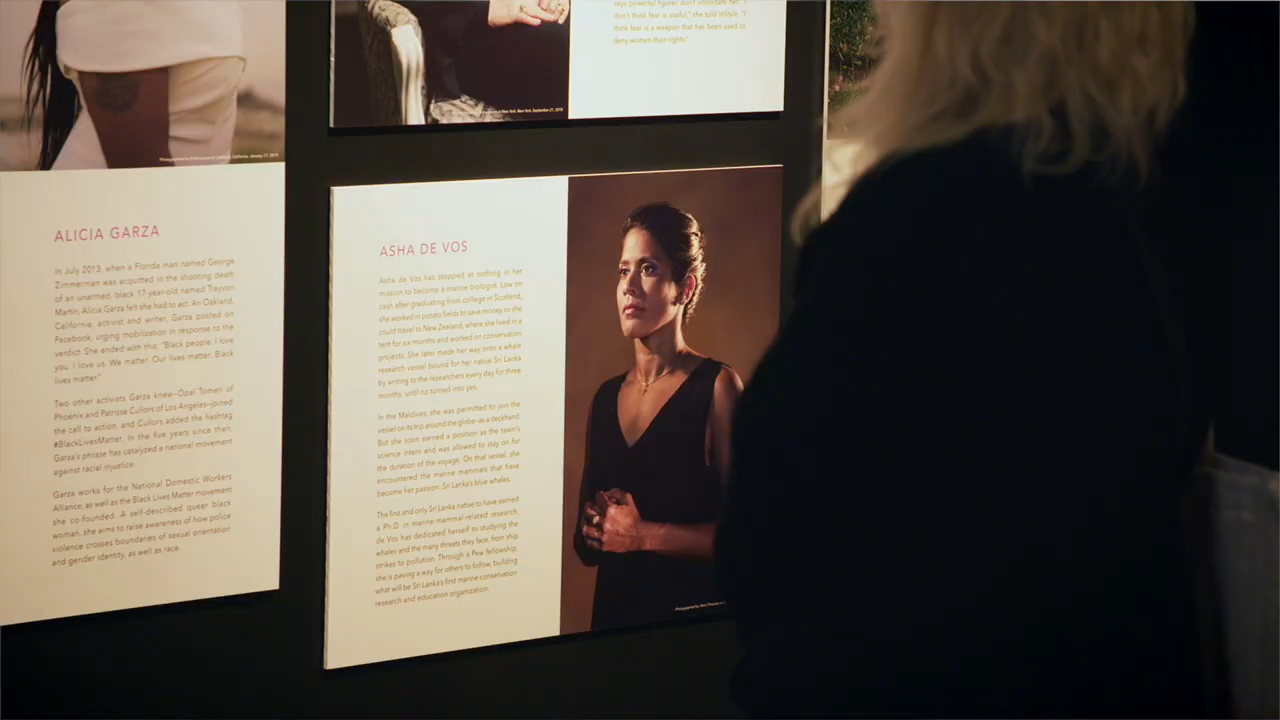 says powerful figures don't intimidate her. "I
don't think fear is useful," she told InStyle. "I
think fear is a weapon that has been used to
deny women their rights."
New York, New York, September 21, 2018
California, January 17, 2019
ALICIA GARZA
In July 2013, when a Florida man named George
Zimmerman was acquitted in the shooting death
of an unarmed, black 17-year-old named Trayvon
Martin, Alicia Garza felt she had to act. An Oakland,
California, activist and writer, Garza posted on
Facebook, urging mobilization in response to the
verdict. She ended with this: "Black people. I love
you. I love us. We matter. Our lives matter. Black
lives matter."
Two other activists Garza knew—Opal Tometi of
Phoenix and Patrisse Cullors of Los Angeles—joined
the call to action, and Cullors added the hashtag
#BlackLivesMatter. In the five years since then,
Garza's phrase has catalyzed a national movement
against racial injustice.
Garza works for the National Domestic Workers
Alliance, as well as the Black Lives Matter movement
she co-founded. A self-described queer black
woman, she aims to raise awareness of how police
violence crosses boundaries of sexual orientation
and gender identity, as well as race.
ASHA DE VOS
Asha de Vos has stopped at nothing in her
mission to become a marine biologist. Low on
cash after graduating from college in Scotland,
she worked in potato fields to save money so she
could travel to New Zealand, where she lived in a
tent for six months and worked on conservation
projects. She later made her way onto a whale
research vessel bound for her native Sri Lanka
by writing to the researchers every day for three
months, until no turned into yes.
In the Maldives, she was permitted to join the
vessel on its trip around the globe—as a deckhand.
But she soon earned a position as the team's
science intern and was allowed to stay on for
the duration of the voyage. On that vessel, she
encountered the marine mammals that have
become her passion: Sri Lanka's blue whales.
The first and only Sri Lanka native to have earned
a Ph.D. in marine mammal-related research,
de Vos has dedicated herself to studying the
whales and the many threats they face, from ship
strikes to pollution. Through a Pew fellowship,
she is paving a way for others to follow, building
what will be Sri Lanka's first marine conservation
research and education organization.
Photographed by